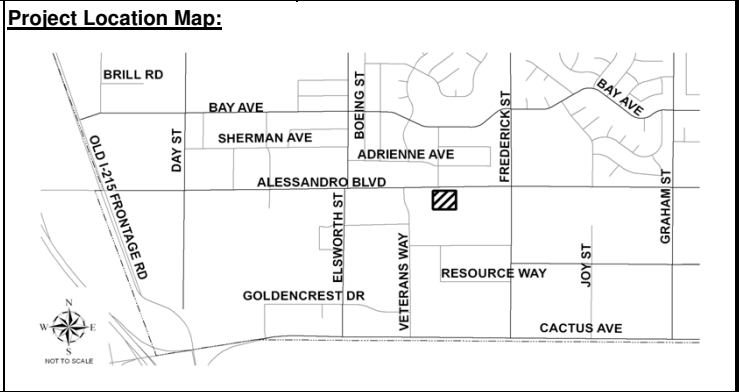 Project Location Map:
BRILL RD
BAY AVE
BOEING ST
BAY AVE
DAY ST
SHERMAN AVE
FREDERICK ST
OLD I-215 FRONTAGE RD
ADRIENNE AVE
ALESSANDRO BLVD
GRAHAM ST
ELSWORTH ST
VETERANS WAY
JOY ST
RESOURCE WAY
GOLDENCREST DR
CACTUS AVE
N
W E
S
NOT TO SCALE